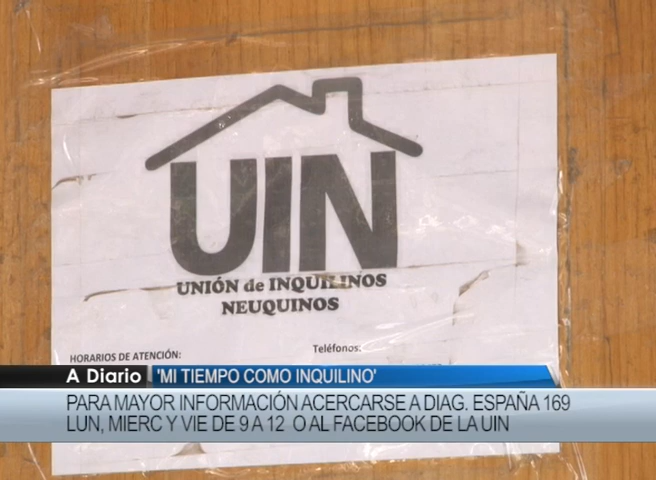 UIN
UNIÓN de INQUILINOS
NEUQUINOS
HORARIOS DE ATENCIÓN:
Teléfonos:
A Diario 'MI TIEMPO COMO INQUILINO'
PARA MAYOR INFORMACIÓN ACERCARSE A DIAG. ESPAÑA 169
LUN, MIERC Y VIE DE 9 A 12 O AL FACEBOOK DE LA UIN